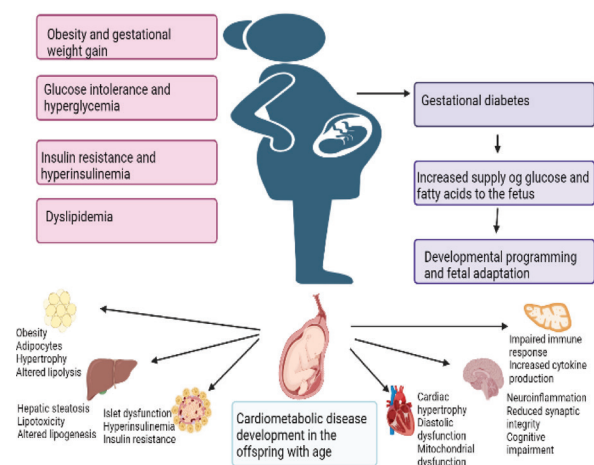 Obesity and gestational
weight gain
Glucose intolerance and
hyperglycemia
Insulin resistance and
hyperinsulinemia
Dyslipidemia
Gestational diabetes
Increased supply og glucose and
fatty acids to the fetus
Developmental programming
and fetal adaptation
Obesity
Adipocytes
Hypertrophy
Altered lipolysis
Hepatic steatosis
Lipotoxicity
Altered lipogenesis
Islet dysfunction
Hyperinsulinemia
Insulin resistance
Cardiometabolic disease
development in the
offspring with age
Cardiac
hypertrophy
Diastolic
dysfunction
Mitochondrial
dysfunction
Impaired immune
response
Increased cytokine
production
Neuroinflammation
Reduced synaptic
integrity
Cognitive
impairment